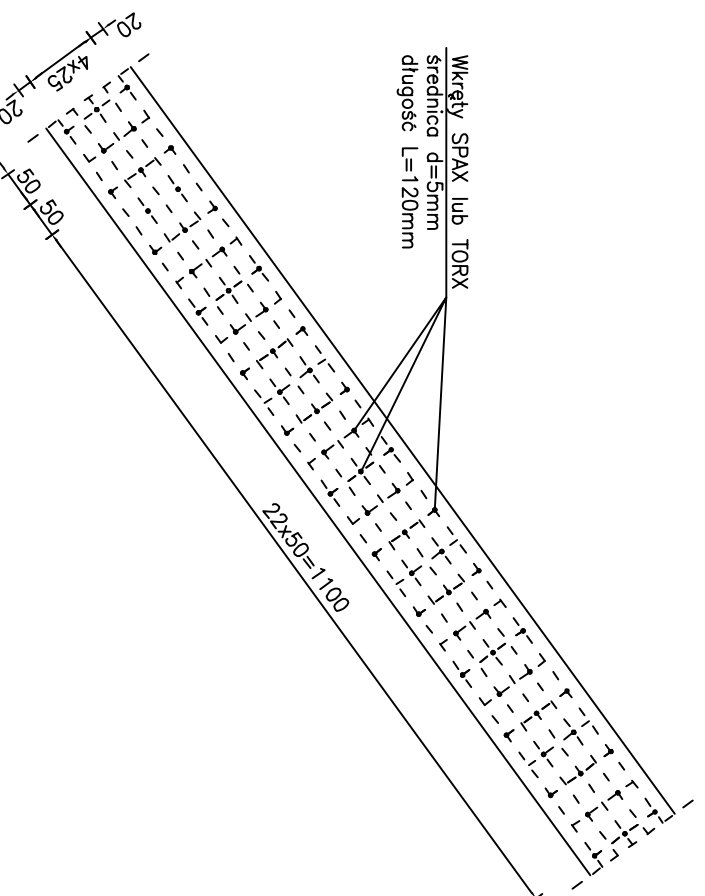 Wkręty SPAX lub TORX
średnica d=5mm
długość L=120mm
20
4x25
20
50
50
22x50=1100